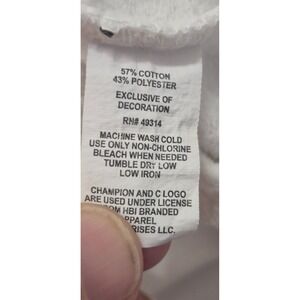 57% COTTON
43% POLYESTER
EXCLUSIVE OF
DECORATION
RN# 49314
MACHINE WASH COLD
USE ONLY NON-CHLORINE
BLEACH WHEN NEEDED
TUMBLE DRY LOW
LOW IRON
CHAMPION AND C LOGO
ARE USED UNDER LICENSE
FROM HBI BRANDED
APPAREL
RISES LLC.